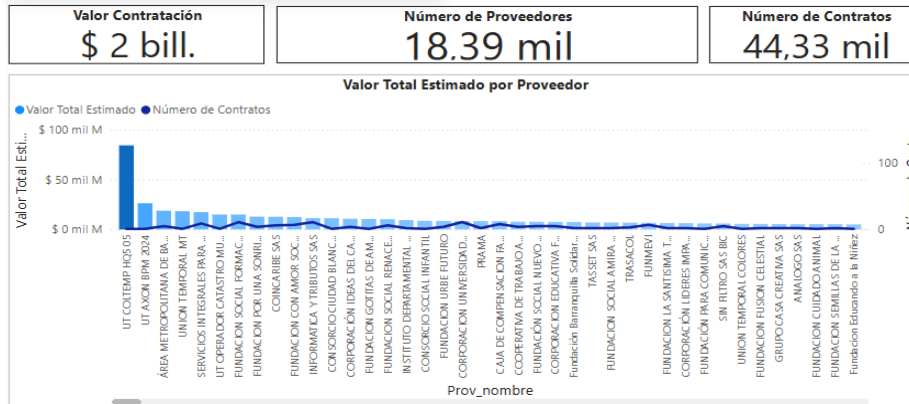 Valor Contratación
$ 2 bill.
Número de Proveedores
18,39 mil
Número de Contratos
44,33 mil
Valor Total Estimado por Proveedor
Valor Total Estimado Número de Contratos
Valor Total Esti...
$ 100 mil M
$ 50 mil M
$ 0 mil M
100
0
UT COLTEMP HQS 05
UT AXON BPM 2024
ÁREA METROPOLITANA DE BA...
UNION TEMPORAL MT
SERVICIOS INTEGRALES PARA ...
UT OPERADOR CATASTRO MU...
FUNDACION SOCIAL FORMAC...
FUNDACION POR UNA SONRI...
COINCARIBE SAS
FUNDACION CON AMOR SOC...
INFORMATICA Y TRIBUTOS SAS
CONSORCIO CIUDAD BLANC...
CORPORACIÓN IDEAS DEL CA...
FUNDACION GOTITAS DE AM...
FUNDACION SOCIAL RENACE...
INSTITUTO DEPARTAMENTAL ...
CONSORCIO SOCIAL INFANTIL
FUNDACION URBE FUTURO
CORPORACION UNIVERSIDAD...
PRAMA
CAJA DE COMPENSACION FA...
COOPERATIVA DE TRABAJO A...
FUNDACIÓN SOCIAL NUEVO ...
CORPORACION EDUCATIVA F...
Fundación Barranquilla Solidar...
TASSET SAS
FUNDACION SOCIAL AMIRA ...
TRASACOL
FUNMEVI
FUNDACION LA SANTISIMA T...
CORPORACIÓN LIDERES IMPA...
FUNDACIÓN PARA COMUNIC...
SIN FILTRO SAS BIC
UNION TEMPORAL COLORES
FUNDACION FUSION CELESTIAL
GRUPO CASA CREATIVA SAS
ANALOGO SAS
FUNDACION CUIDADO ANIMAL
FUNDACION SEMILLAS DE LA ...
Fundacion Educando a la Niñez
Prov_nombre